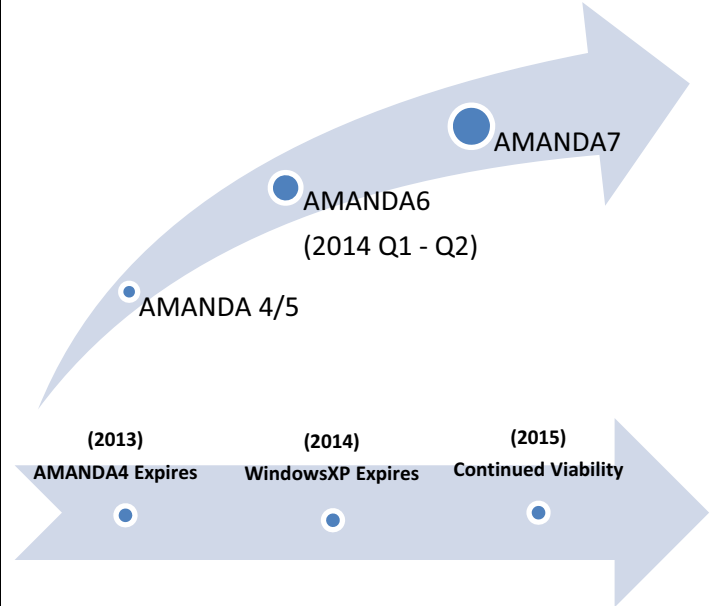 AMANDA7
AMANDA6
(2014 Q1 - Q2)
AMANDA 4/5
(2013)
AMANDA4 Expires
(2014)
WindowsXP Expires
(2015)
Continued Viability